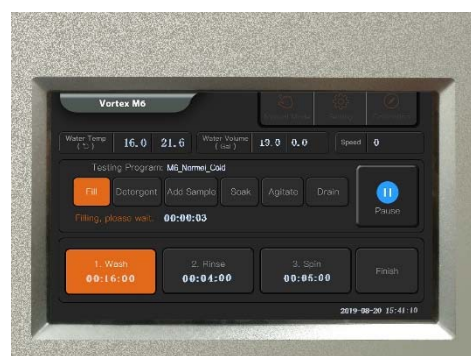 Vortex M6
Water Temp (℃) 16.0 21.6 Water Volume (Gal) 19.0 0.0 Speed 0
Testing Program: M6_Normel_Cold
Fill Detergent Add Sample Soak Agitate Drain
Filling, please wait. 00:00:03
Pause
1. Wash 2. Rinse 3. Spin Finish
00:16:00 00:04:00 00:05:00
2019-08-20 15:41:10